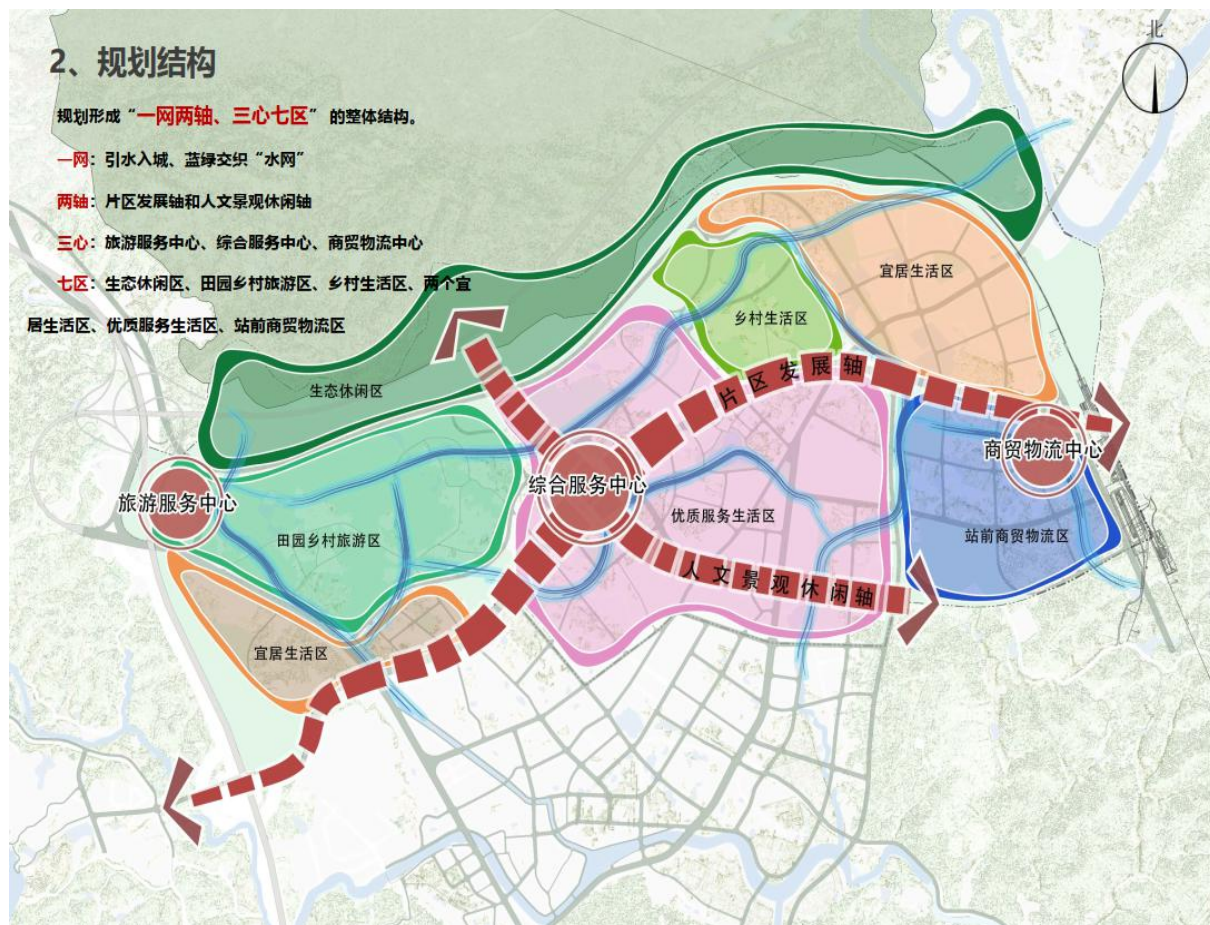 北
2、规划结构
规划形成“一网两轴、三心七区”的整体结构。
一网：引水入城、蓝绿交织“水网”
两轴：片区发展轴和人文景观休闲轴
三心：旅游服务中心、综合服务中心、商贸物流中心
七区：生态休闲区、田园乡村旅游区、乡村生活区、两个宜
居生活区、优质服务生活区、站前商贸物流区
宜居生活区
乡村生活区
片区发展轴
生态休闲区
商贸物流中心
综合服务中心
旅游服务中心
优质服务生活区
站前商贸物流区
田园乡村旅游区
人文景观休闲轴
宜居生活区